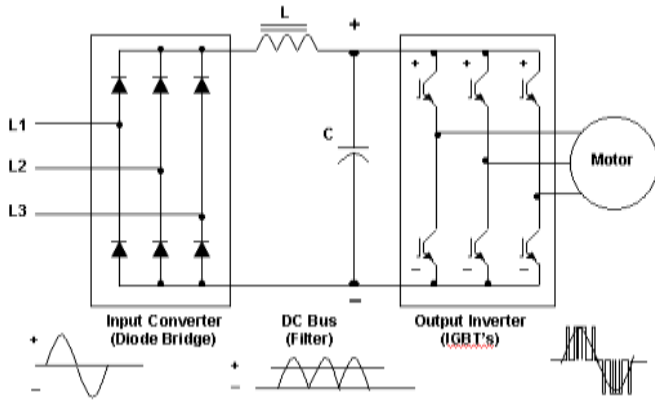 L
+
+ + +
C
L1
L2
L3
Motor
− − −
−
Input Converter
(Diode Bridge)
DC Bus
(Filter)
Output Inverter
(IGBT's)
+
−
+
−